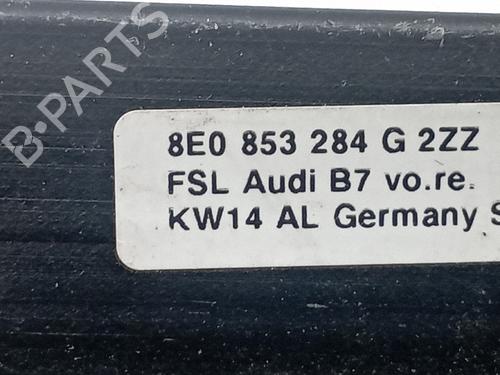 B-PARTS
8E0 853 284 G 2ZZ
FSL Audi B7 vo.re.
KW14 AL Germany S